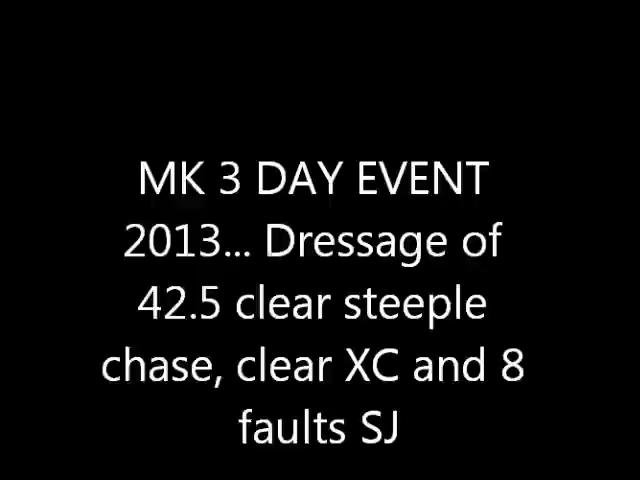 MK 3 DAY EVENT
2013... Dressage of
42.5 clear steeple
chase, clear XC and 8
faults SJ